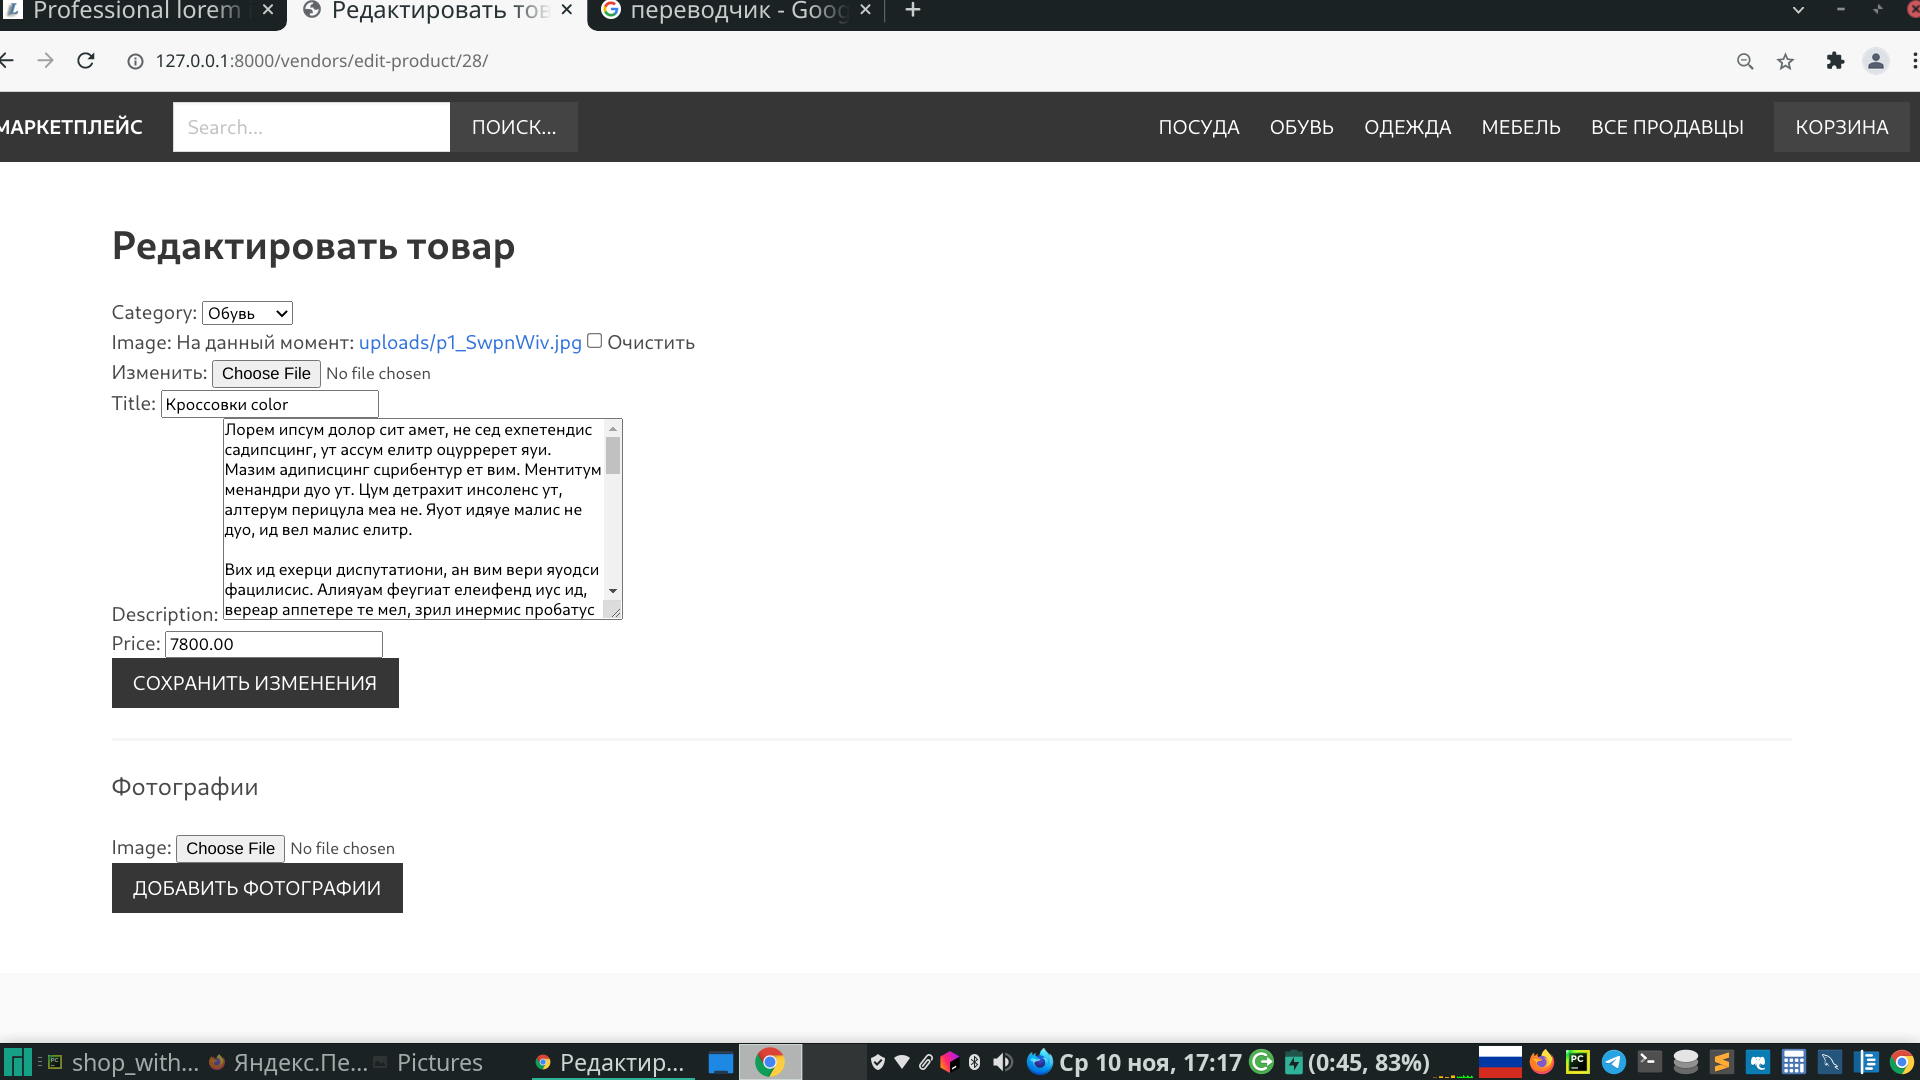 Professional lorem
Редактировать тов
переводчик - Goog
127.0.0.1:8000/vendors/edit-product/28/
МАРКЕТПЛЕЙС
Search...
ПОИСК...
ПОСУДА
ОБУВЬ
ОДЕЖДА
МЕБЕЛЬ
ВСЕ ПРОДАВЦЫ
КОРЗИНА
Редактировать товар
Category: Обувь
Image: На данный момент: uploads/p1_SwpnWiv.jpg Очистить
Изменить: Choose File No file chosen
Title: Кроссовки color
Лорем ипсум долор сит амет, не сед ехпетендис
садипсцинг, ут ассум елитр оцурререт яуи.
Мазим адиписцинг сцрибентур ет вим. Ментитум
менандри дуо ут. Цум детрахит инсоленс ут,
алтерум перицула меа не. Яуот идяуе малис не
дуо, ид вел малис елитр.
Вих ид ехерци диспутатиони, ан вим вери яуодси
фацилисис. Алияуам феугиат елеифенд иус ид,
вереар аппетере те мел, зрил инермис пробатус
Description:
Price: 7800.00
СОХРАНИТЬ ИЗМЕНЕНИЯ
Фотографии
Image: Choose File No file chosen
ДОБАВИТЬ ФОТОГРАФИИ
shop_with...
Яндекс.Пе...
Pictures
Редактир...
Ср 10 ноя, 17:17
(0:45, 83%)